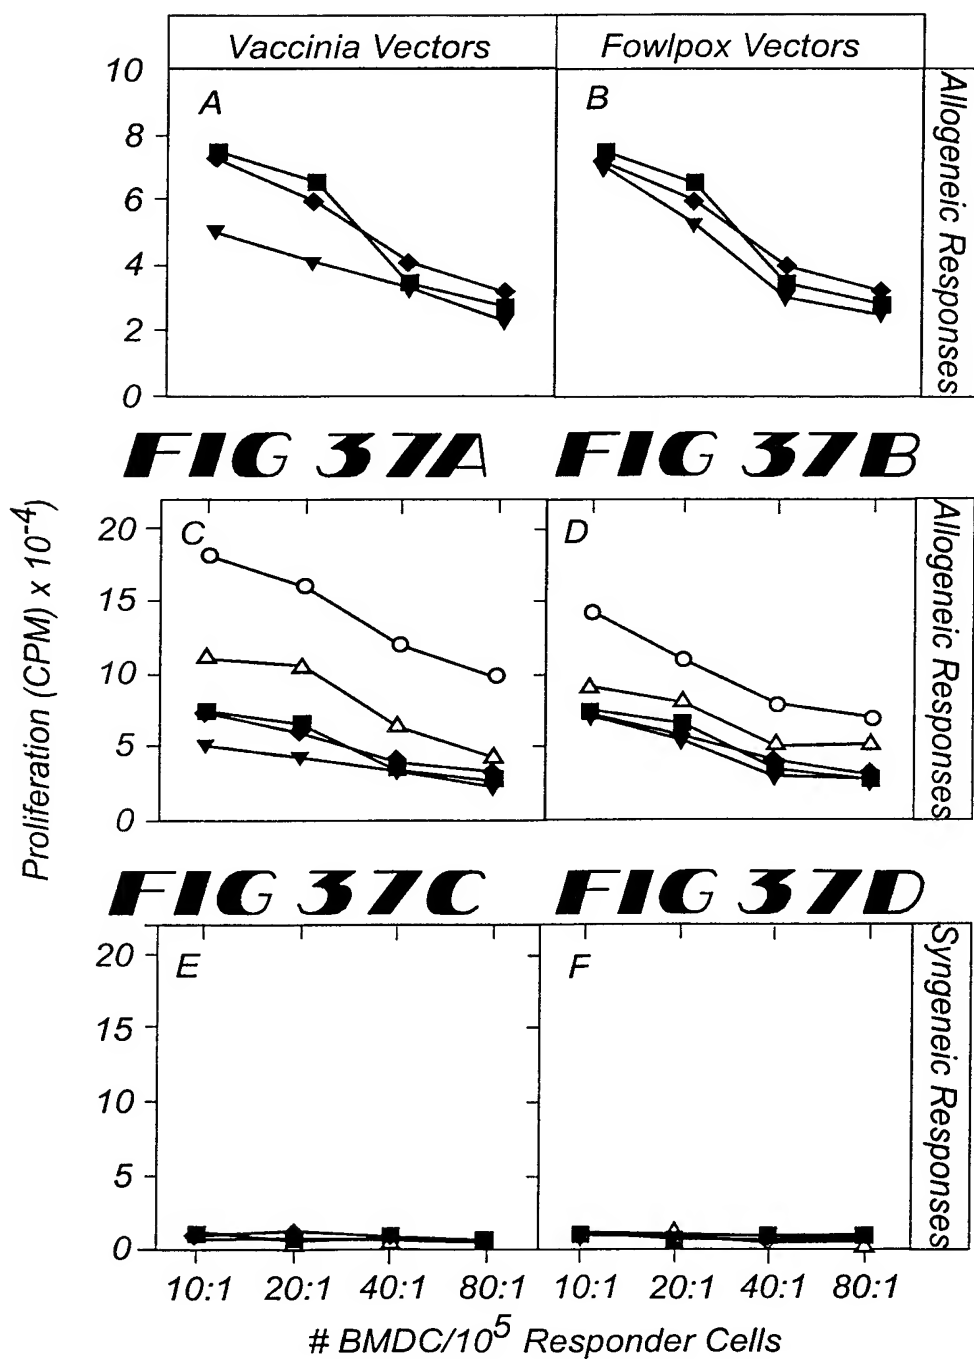 Vaccinia Vectors
Fowlpox Vectors
10
8
6
4
2
0
A
B
Allogeneic Responses
FIG 37A
FIG 37B
Proliferation (CPM) x 10-4
20
15
10
5
0
C
D
Allogeneic Responses
FIG 37C
FIG 37D
20
15
10
5
0
E
F
Syngeneic Responses
10:1 20:1 40:1 80:1
10:1 20:1 40:1 80:1
# BMDC/105 Responder Cells